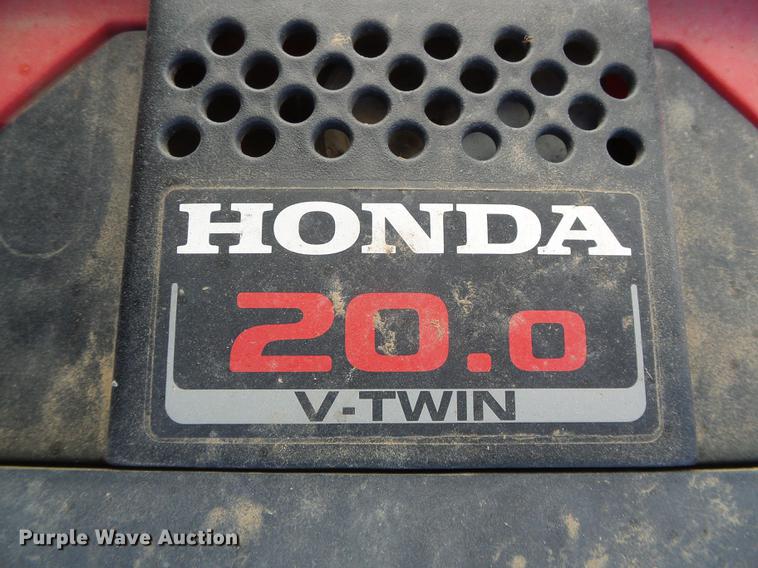 HONDA
20.0
V-TWIN
Purple Wave Auction®